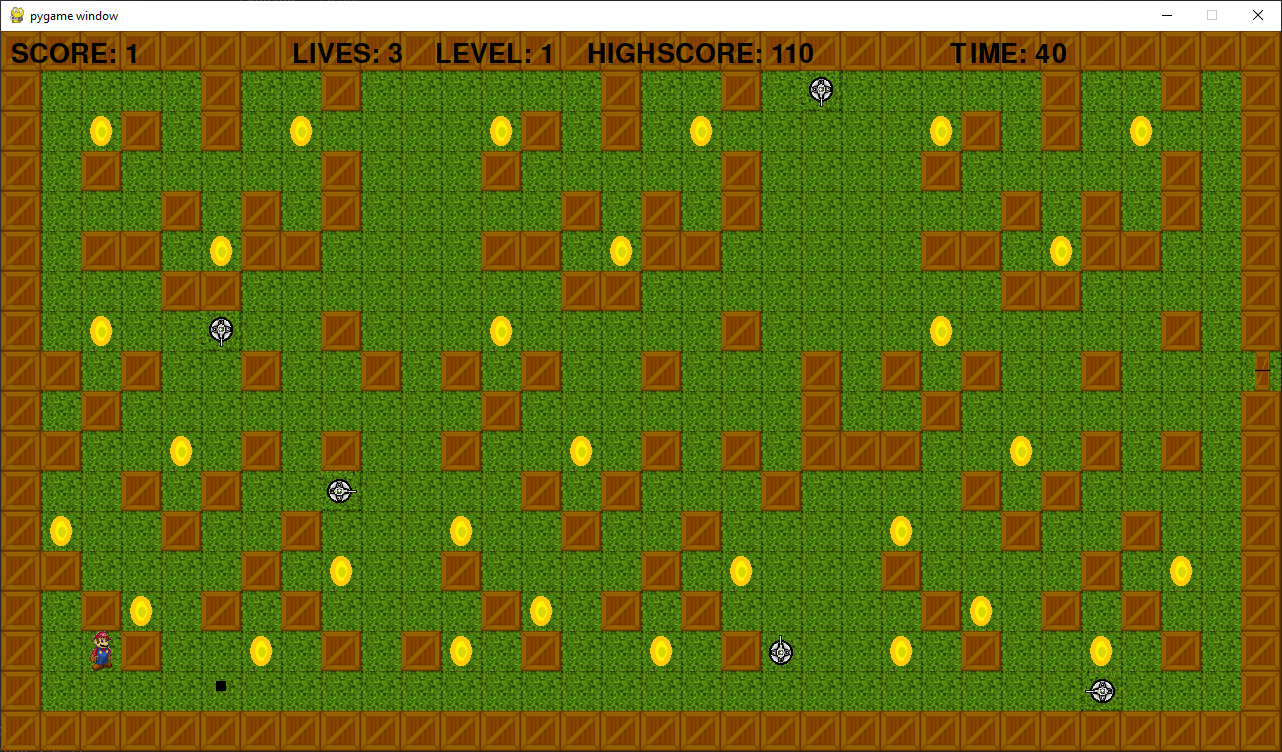 pygame window
SCORE: 1 LIVES: 3 LEVEL: 1 HIGHSCORE: 110 TIME: 40